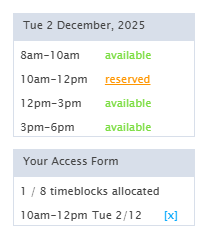 Tue 2 December, 2025
8am-10am available
10am-12pm reserved
12pm-3pm available
3pm-6pm available
Your Access Form
1 / 8 timeblocks allocated
10am-12pm Tue 2/12 [x]